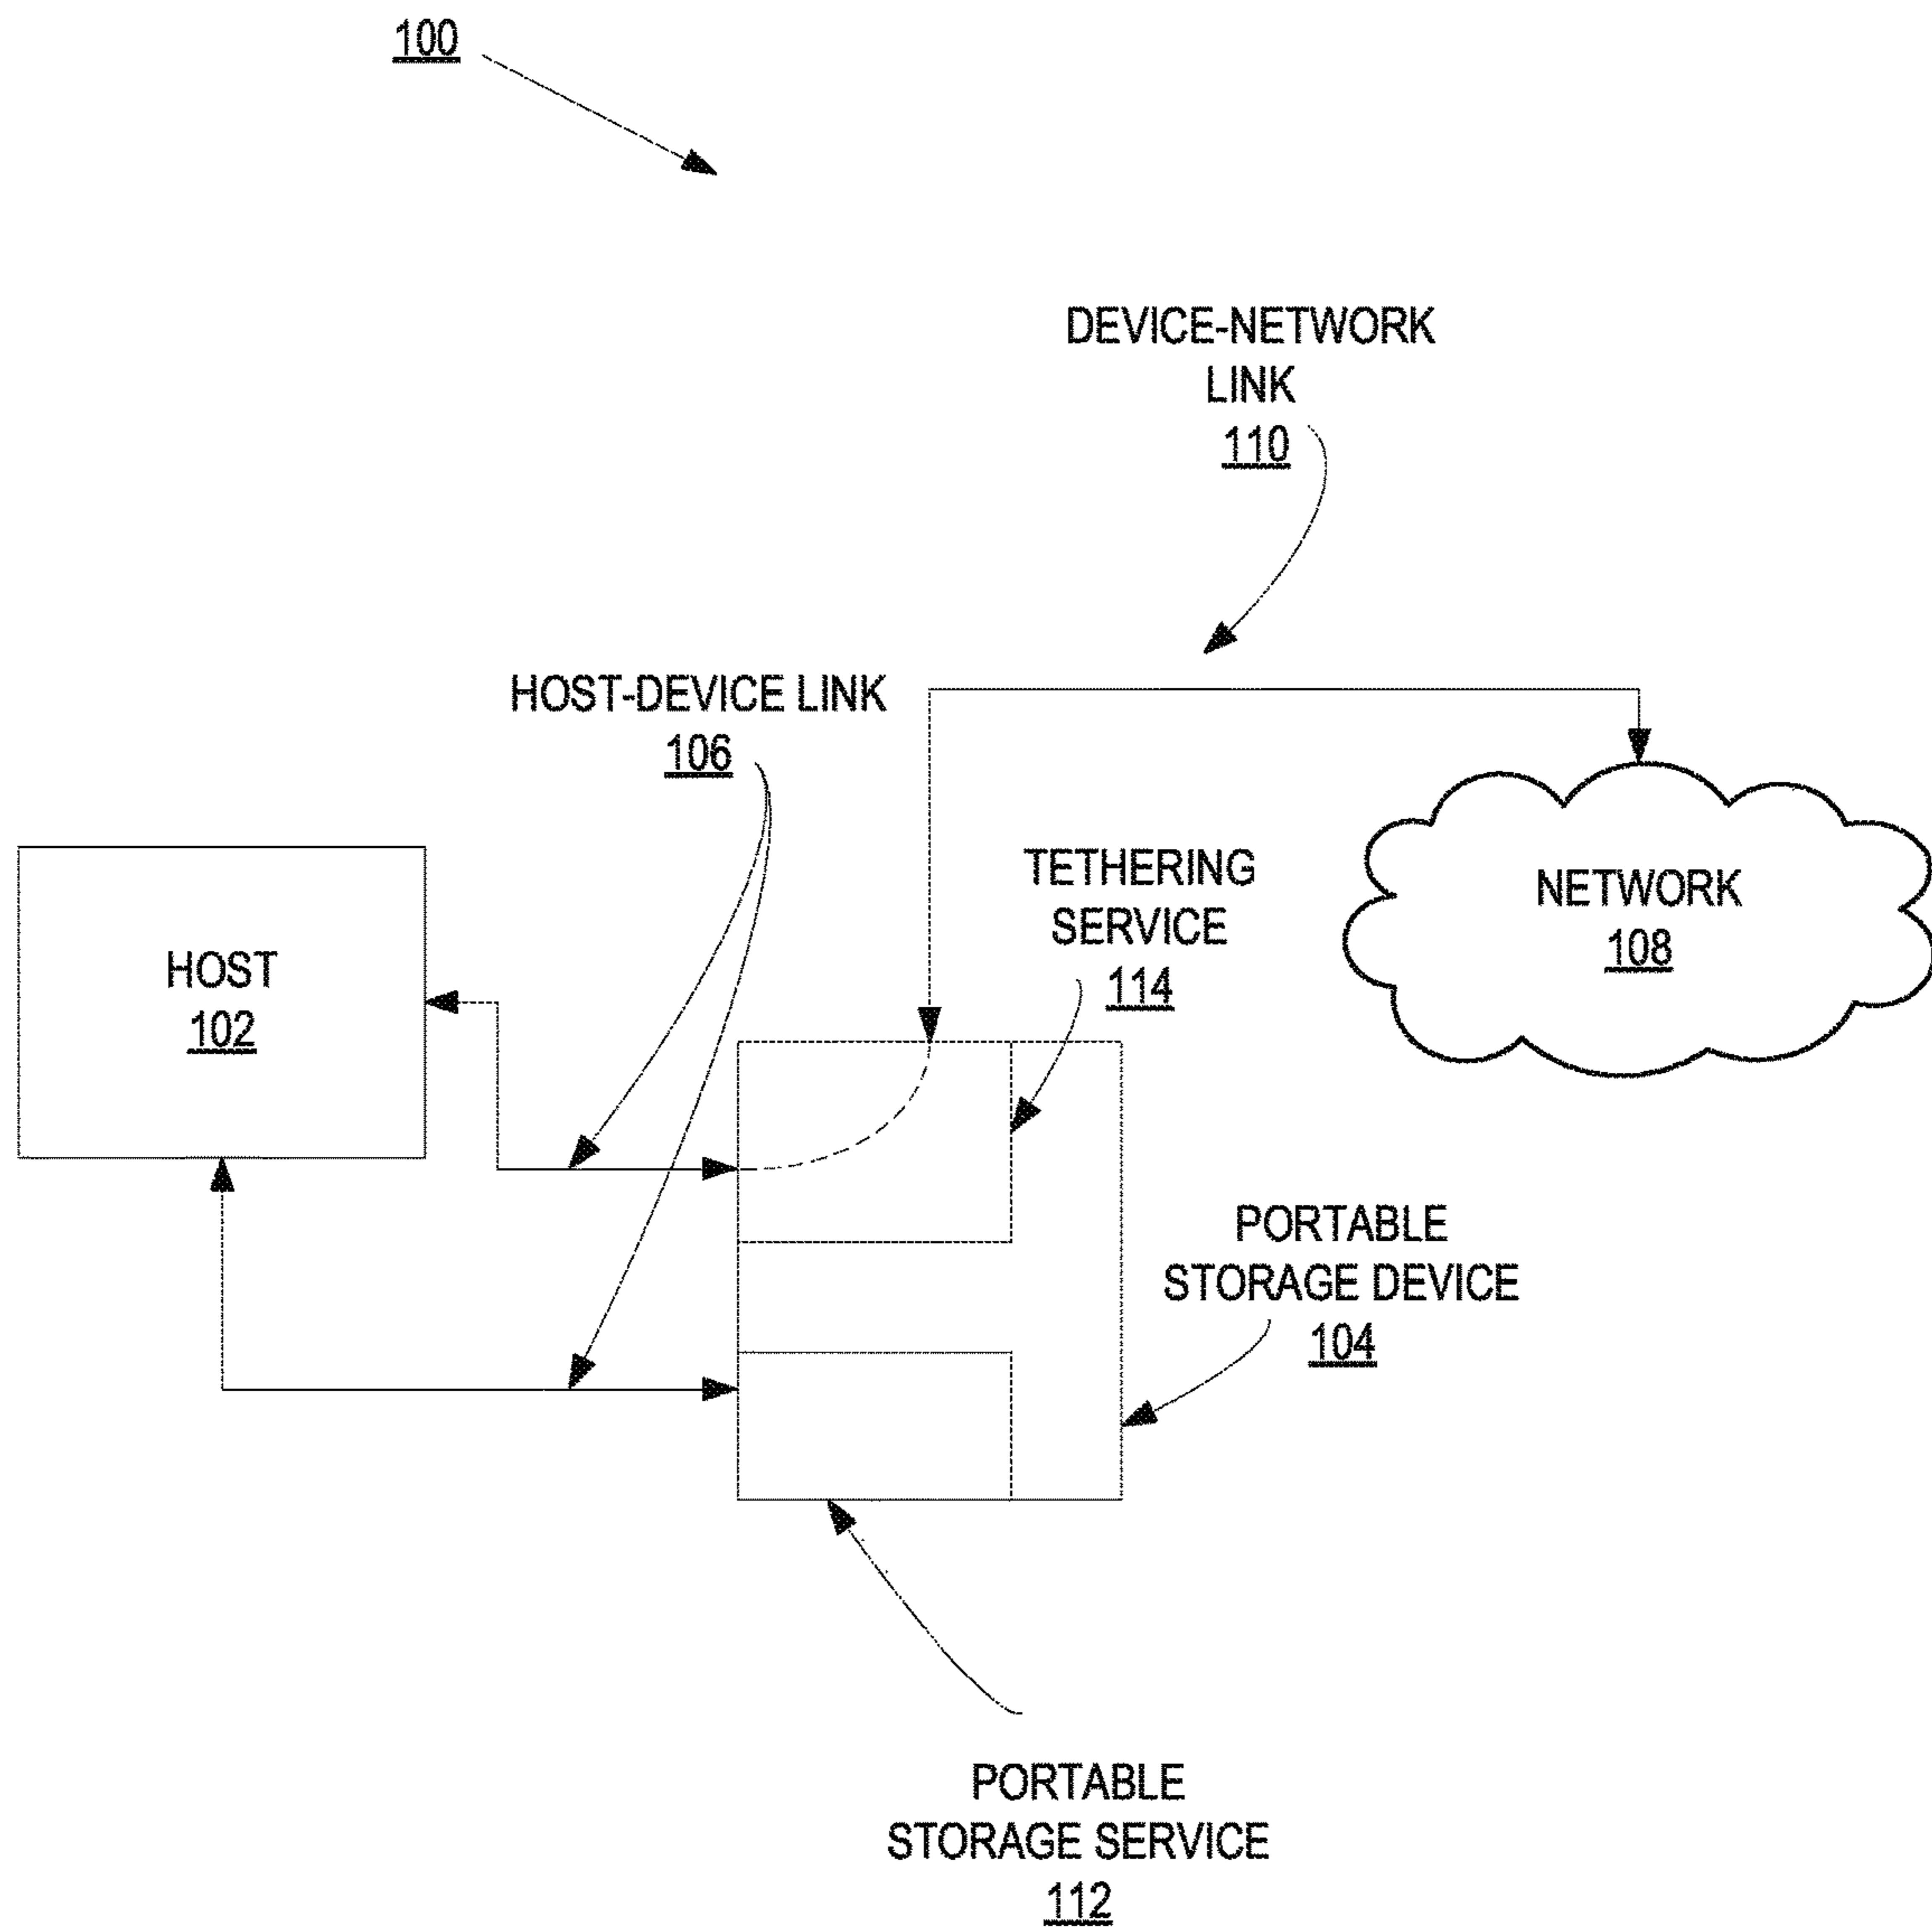 100
DEVICE-NETWORK
LINK
110
HOST-DEVICE LINK
106
TETHERING
SERVICE
114
NETWORK
108
HOST
102
PORTABLE
STORAGE DEVICE
104
PORTABLE
STORAGE SERVICE
112